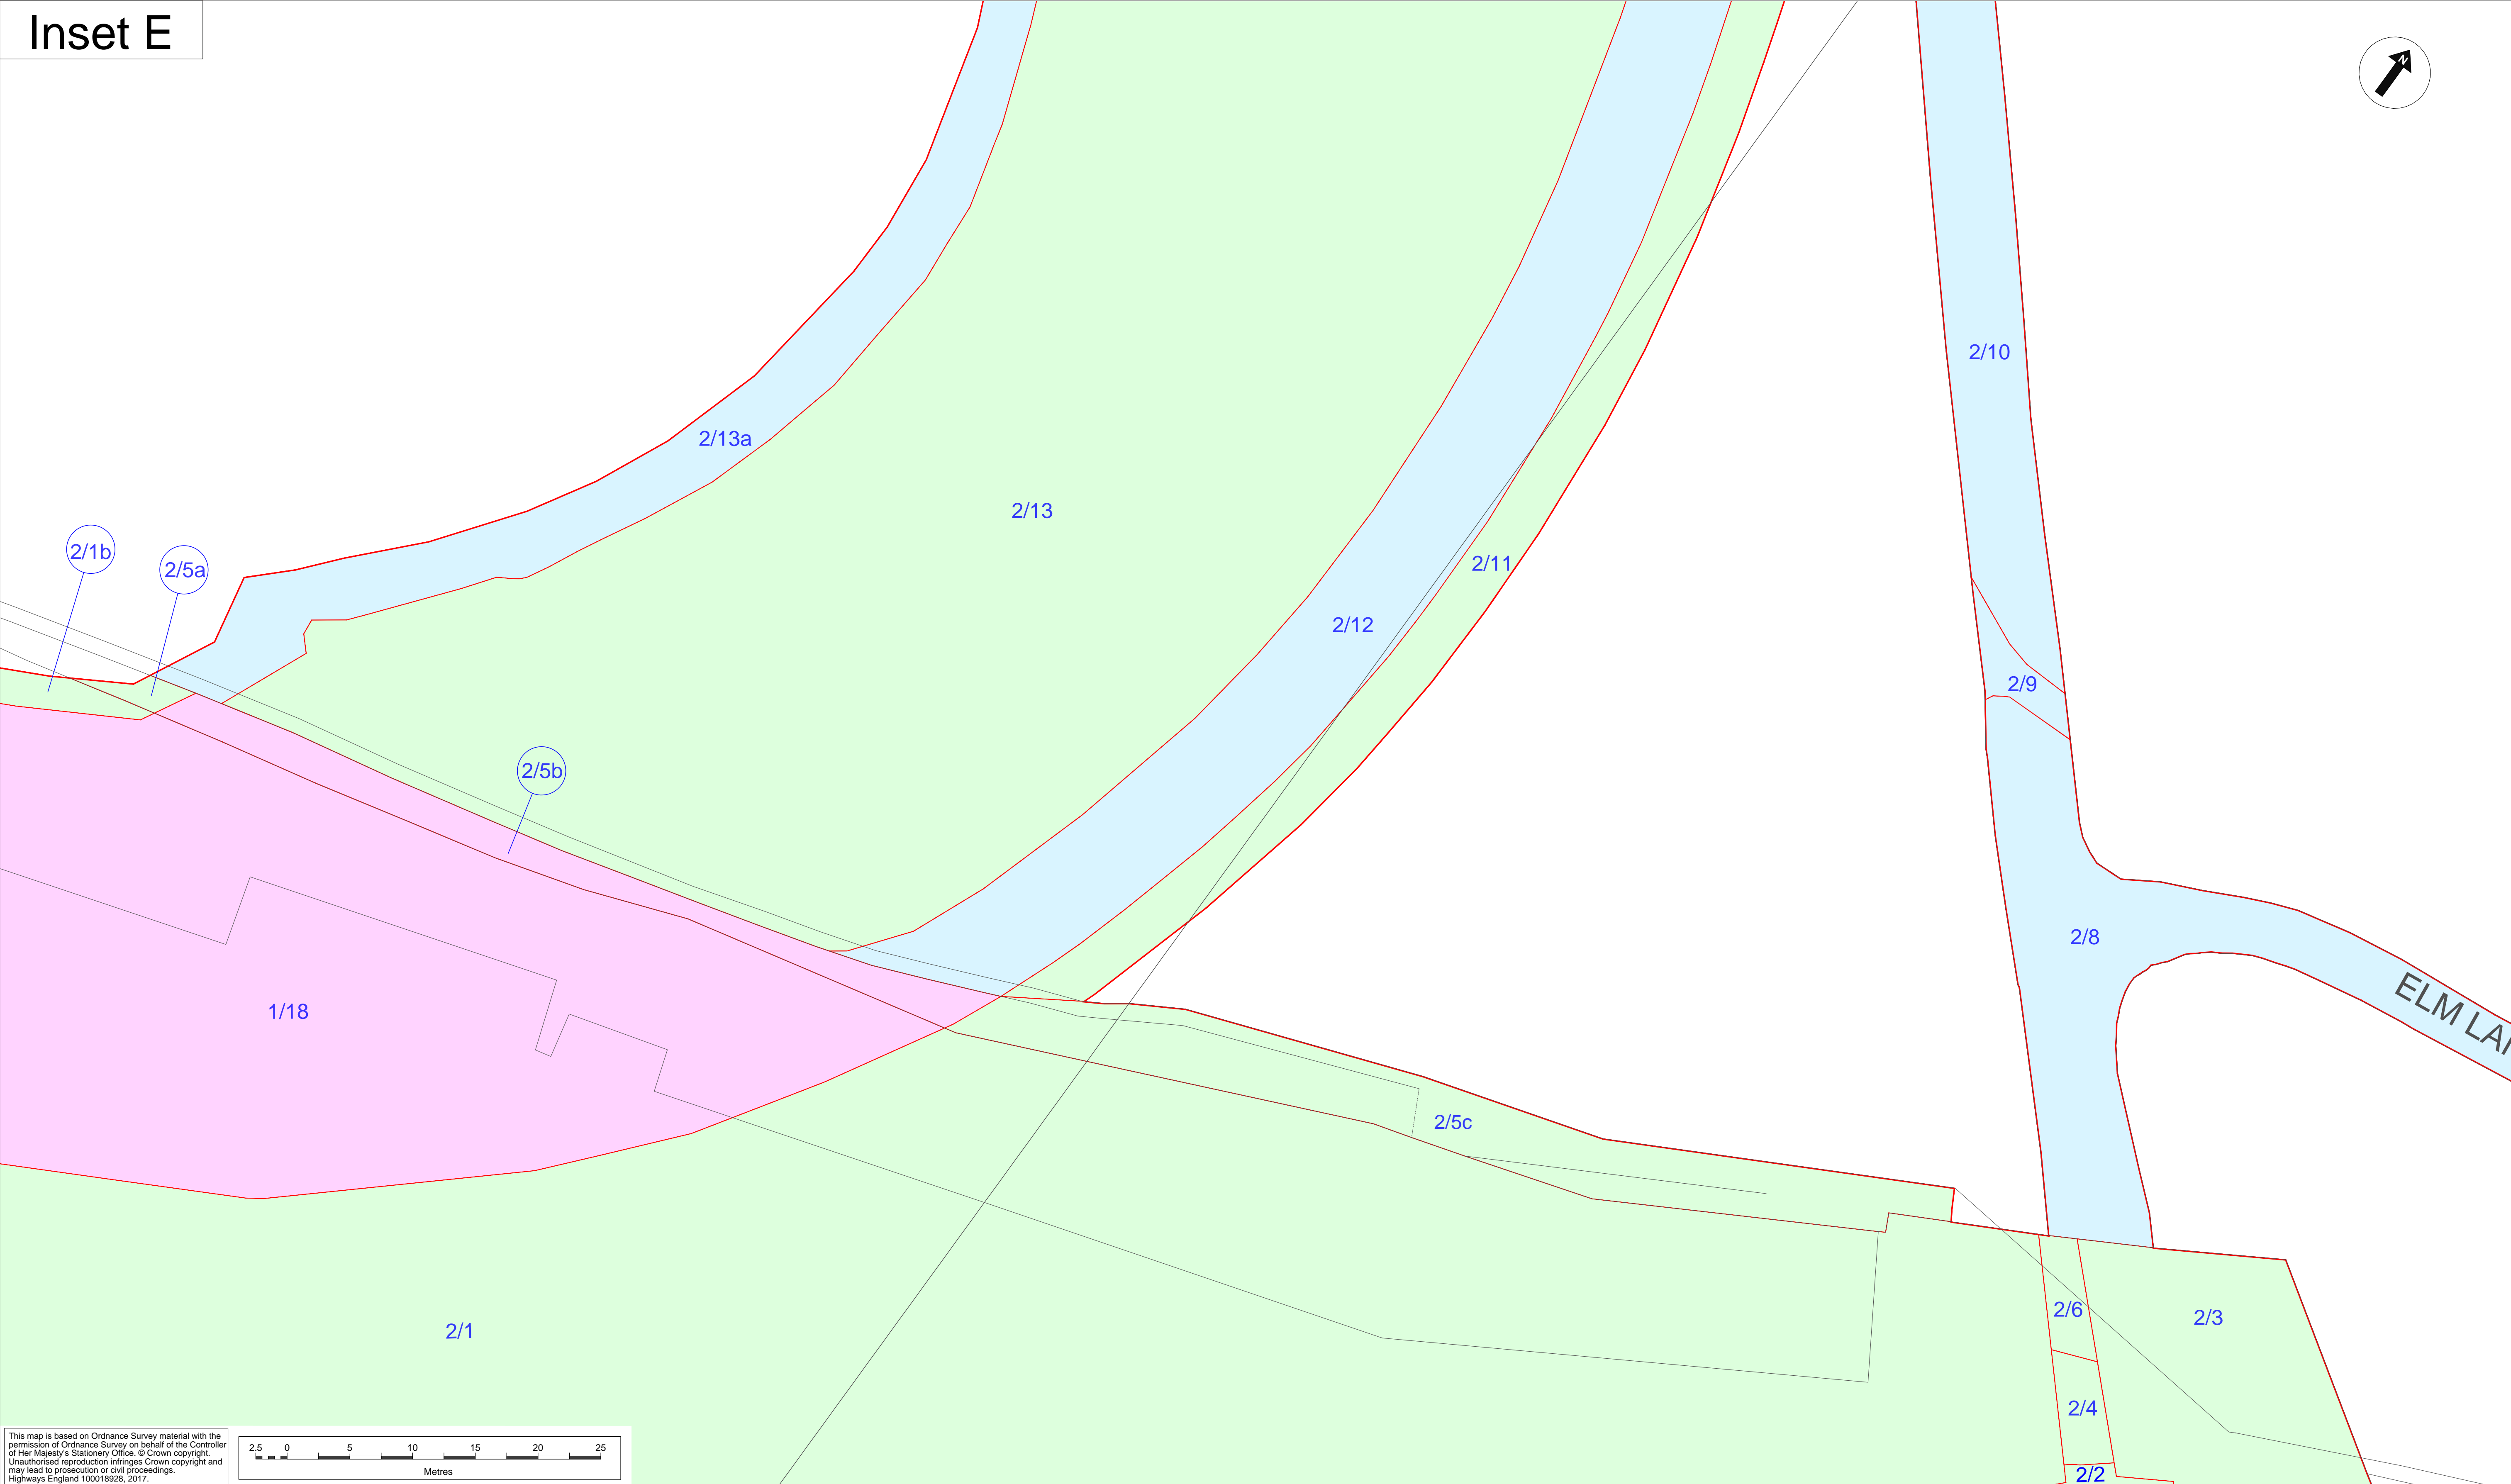 Inset E
N
2/10
2/13a
2/13
2/1b
2/5a
2/11
2/12
2/9
2/5b
2/8
ELM LA
1/18
2/5c
2/6
2/3
2/1
2/4
2/2
This map is based on Ordnance Survey material with the
permission of Ordnance Survey on behalf of the Controller
of Her Majesty's Stationery Office. © Crown copyright.
Unauthorised reproduction infringes Crown copyright and
may lead to prosecution or civil proceedings.
Highways England 100018928, 2017.
2.5 0 5 10 15 20 25
Metres